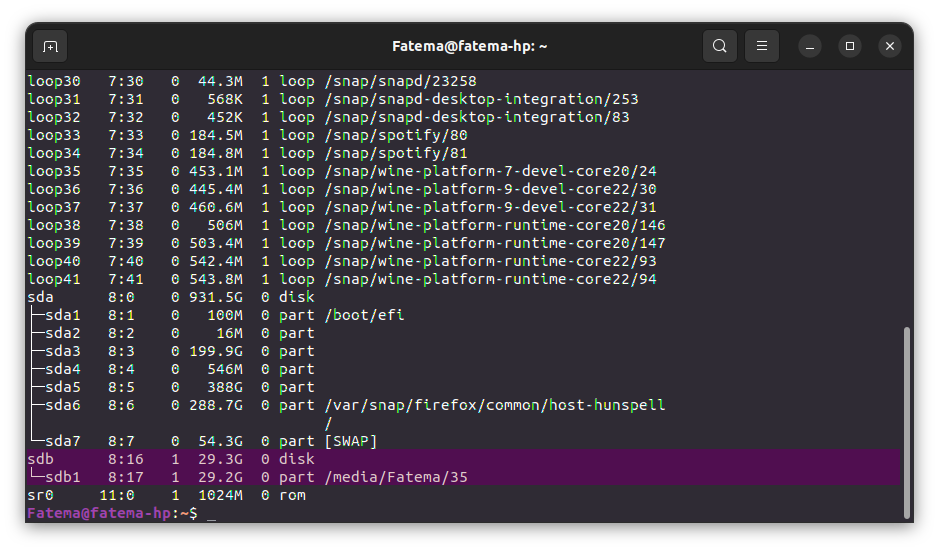 Fatema@fatema-hp: ~
loop30   7:30   0  44.3M  1 loop /snap/snapd/23258
loop31   7:31   0   568K  1 loop /snap/snapd-desktop-integration/253
loop32   7:32   0   452K  1 loop /snap/snapd-desktop-integration/83
loop33   7:33   0 184.5M  1 loop /snap/spotify/80
loop34   7:34   0 184.8M  1 loop /snap/spotify/81
loop35   7:35   0 453.1M  1 loop /snap/wine-platform-7-devel-core20/24
loop36   7:36   0 445.4M  1 loop /snap/wine-platform-9-devel-core22/30
loop37   7:37   0 460.6M  1 loop /snap/wine-platform-9-devel-core22/31
loop38   7:38   0   506M  1 loop /snap/wine-platform-runtime-core20/146
loop39   7:39   0 503.4M  1 loop /snap/wine-platform-runtime-core20/147
loop40   7:40   0 542.4M  1 loop /snap/wine-platform-runtime-core22/93
loop41   7:41   0 543.8M  1 loop /snap/wine-platform-runtime-core22/94
sda      8:0    0 931.5G  0 disk
├─sda1   8:1    0   100M  0 part /boot/efi
├─sda2   8:2    0    16M  0 part
├─sda3   8:3    0 199.9G  0 part
├─sda4   8:4    0   546M  0 part
├─sda5   8:5    0   388G  0 part
├─sda6   8:6    0 288.7G  0 part /var/snap/firefox/common/host-hunspell
│                                /
└─sda7   8:7    0  54.3G  0 part [SWAP]
sdb      8:16   1  29.3G  0 disk
└─sdb1   8:17   1  29.2G  0 part /media/Fatema/35
sr0     11:0    1  1024M  0 rom
Fatema@fatema-hp:~$ _